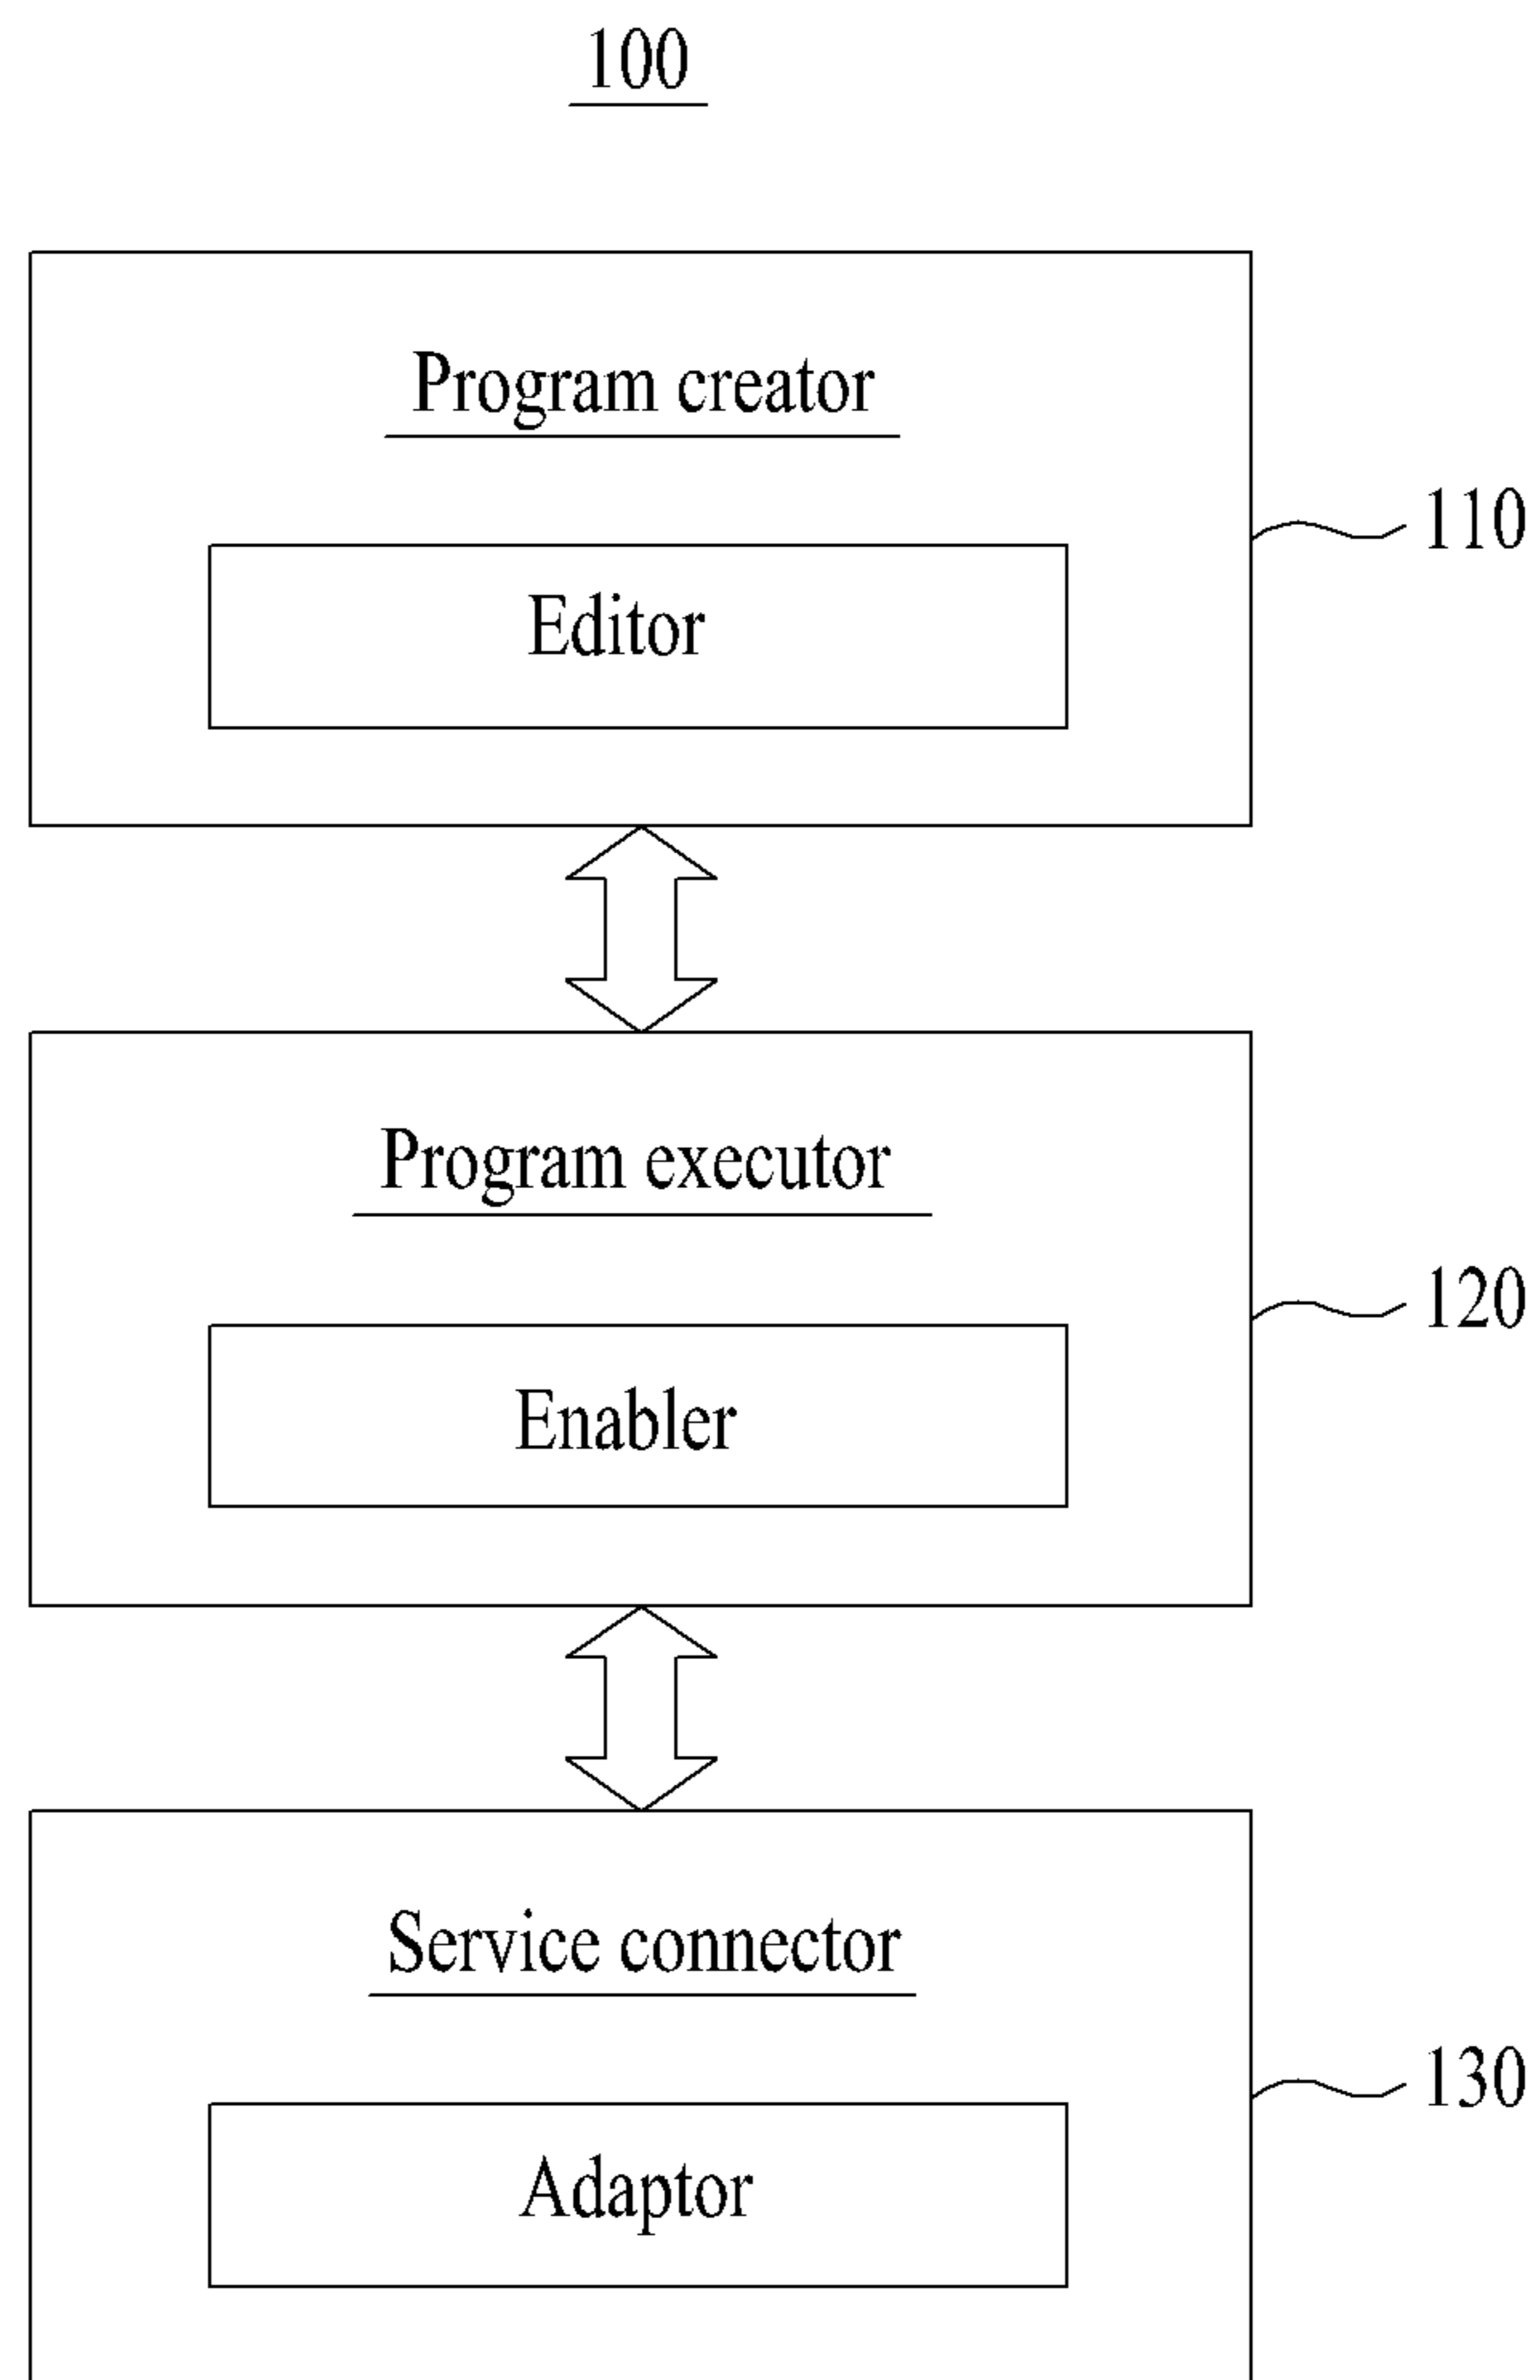 100
Program creator
Editor
110
Program executor
Enabler
120
Service connector
Adaptor
130